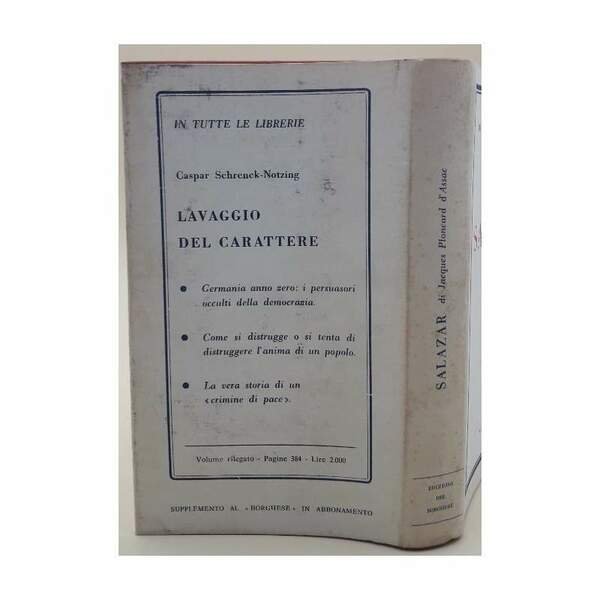 IN TUTTE LE LIBRERIE
Caspar Schrenck-Notzing
LAVAGGIO
DEL CARATTERE
● Germania anno zero: i persuasori
occulti della democrazia.
● Come si distrugge o si tenta di
distruggere l'anima di un popolo.
● La vera storia di un
«crimine di pace».
Volume rilegato – Pagine 384 - Lire 2.000
SUPPLEMENTO AL «BORGHESE» IN ABBONAMENTO
SALAZAR di Jacques Ploncard d'Assac
EDIZIONI
DEL
BORGHESE